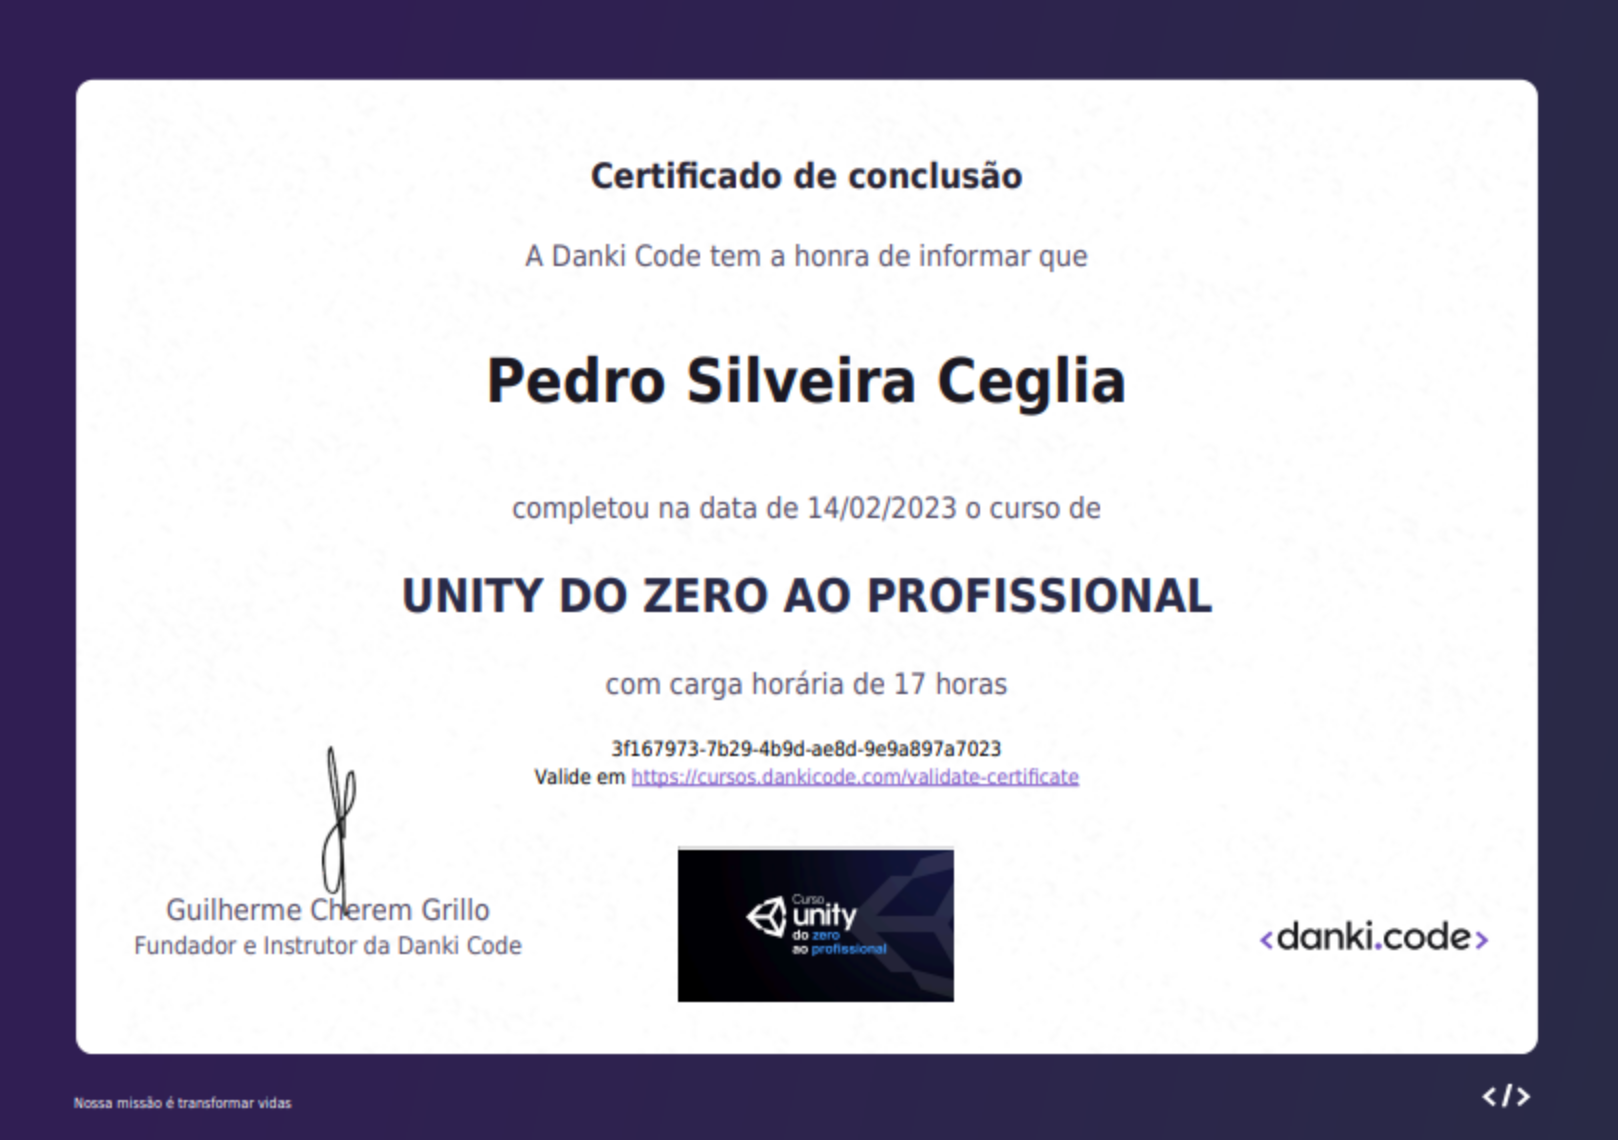 Certificado de conclusão
A Danki Code tem a honra de informar que
Pedro Silveira Ceglia
completou na data de 14/02/2023 o curso de
UNITY DO ZERO AO PROFISSIONAL
com carga horária de 17 horas
3f167973-7b29-4b9d-ae8d-9e9a897a7023
Valide em https://cursos.dankicode.com/validate-certificate
Guilherme Cherem Grillo
Fundador e Instrutor da Danki Code
Curso
unity
do zero
ao profissional
<danki.code>
Nossa missão é transformar vidas
</>